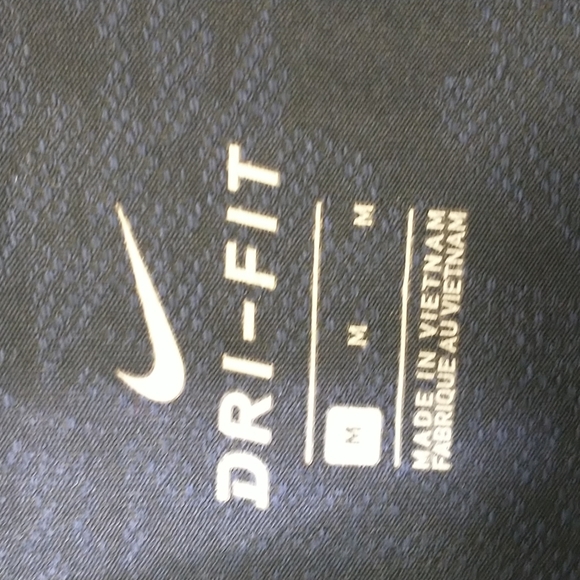 DRI-FIT
M M M
MADE IN VIETNAM
FABRIQUE AU VIETNAM